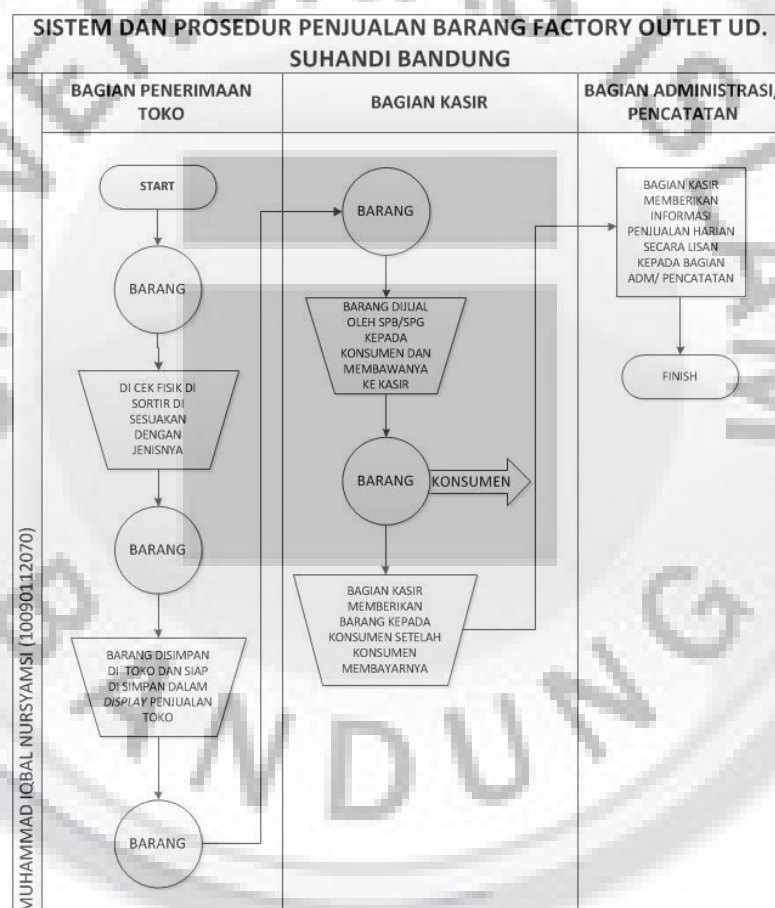 SISTEM DAN PROSEDUR PENJUALAN BARANG FACTORY OUTLET UD.
SUHANDI BANDUNG
BAGIAN PENERIMAAN
TOKO
BAGIAN KASIR
BAGIAN ADMINISTRASI/
PENCATATAN
MUHAMMAD IQBAL NURSYAMSI (10090112070)
START
BARANG
DI CEK FISIK DI
SORTIR DI
SESUAKAN
DENGAN
JENISNYA
BARANG
BARANG DISIMPAN
DI TOKO DAN SIAP
DI SIMPAN DALAM
DISPLAY PENJUALAN
TOKO
BARANG
BARANG
BARANG DIJUAL
OLEH SPB/SPG
KEPADA
KONSUMEN DAN
MEMBAWANYA
KE KASIR
BARANG
KONSUMEN
BAGIAN KASIR
MEMBERIKAN
BARANG KEPADA
KONSUMEN SETELAH
KONSUMEN
MEMBAYARNYA
BAGIAN KASIR
MEMBERIKAN
INFORMASI
PENJUALAN HARIAN
SECARA LISAN
KEPADA BAGIAN
ADM/ PENCATATAN
FINISH
BANDUNG